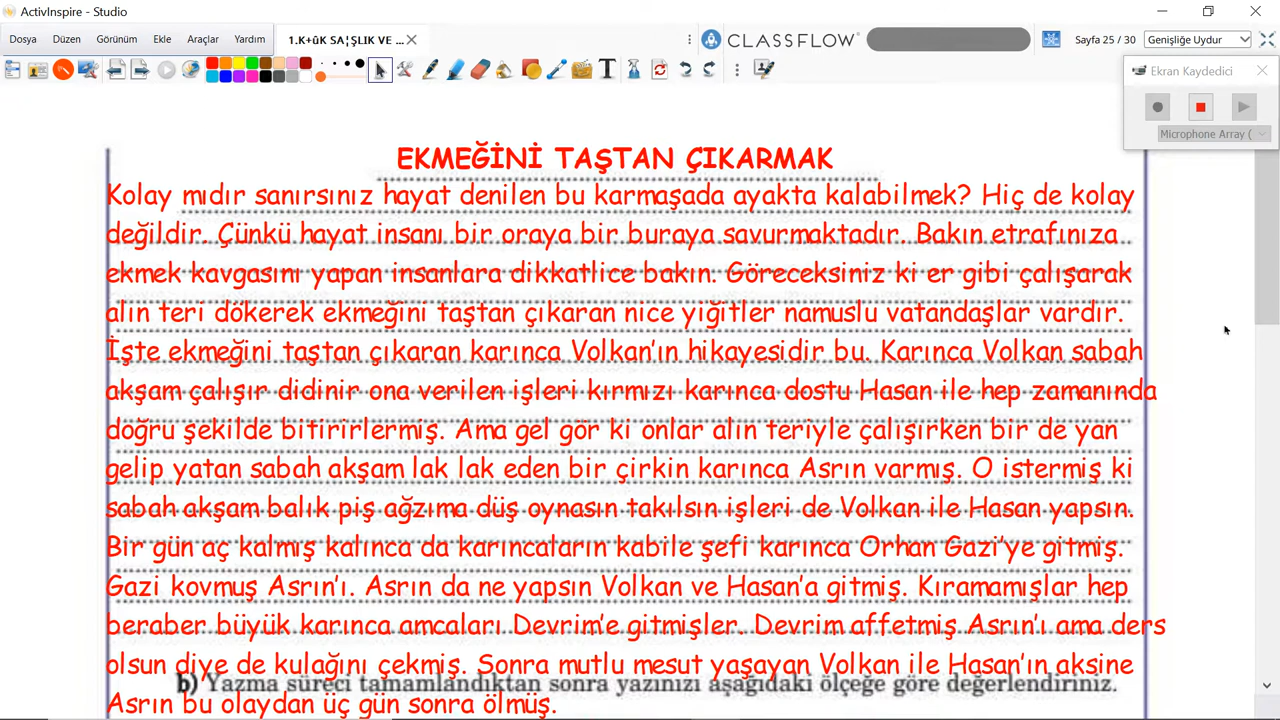 ActivInspire - Studio
Dosya Düzen Görünüm Ekle Araçlar Yardım
1.K+ûK SA¦ŞLIK VE ...
CLASSFLOW
Sayfa 25 / 30
Genişliğe Uydur
Ekran Kaydedici
Microphone Array (
EKMEĞİNİ TAŞTAN ÇIKARMAK
Kolay mıdır sanırsınız hayat denilen bu karmaşada ayakta kalabilmek? Hiç de kolay
değildir. Çünkü hayat insanı bir oraya bir buraya savurmaktadır. Bakın etrafınıza
ekmek kavgasını yapan insanlara dikkatlice bakın. Göreceksiniz ki er gibi çalışarak
alın teri dökerek ekmeğini taştan çıkaran nice yiğitler namuslu vatandaşlar vardır.
İşte ekmeğini taştan çıkaran karınca Volkan'ın hikayesidir bu. Karınca Volkan sabah
akşam çalışır didinir ona verilen işleri kırmızı karınca dostu Hasan ile hep zamanında
doğru şekilde bitirirlermiş. Ama gel gör ki onlar alın teriyle çalışırken bir de yan
gelip yatan sabah akşam lak lak eden bir çirkin karınca Asrın varmış. O istermiş ki
sabah akşam balık piş ağzıma düş oynasın takılsın işleri de Volkan ile Hasan yapsın.
Bir gün aç kalmış kalınca da karıncaların kabile şefi karınca Orhan Gazi'ye gitmiş.
Gazi kovmuş Asrın'ı. Asrın da ne yapsın Volkan ve Hasan'a gitmiş. Kıramamışlar hep
beraber büyük karınca amcaları Devrim'e gitmişler. Devrim affetmiş Asrın'ı ama ders
olsun diye de kulağını çekmiş. Sonra mutlu mesut yaşayan Volkan ile Hasan'ın aksine
b) Yazma süreci tamamlandıktan sonra yazınızı aşağıdaki ölçeğe göre değerlendiriniz.
Asrın bu olaydan üç gün sonra ölmüş.